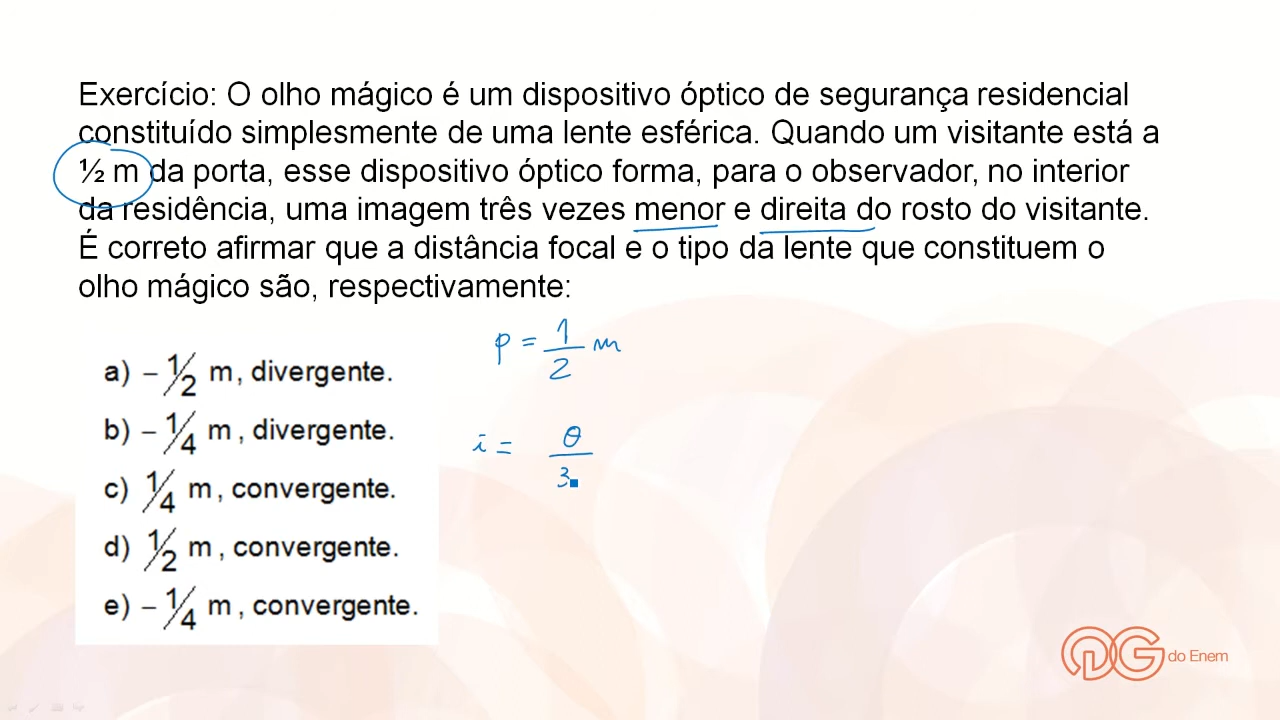 Exercício: O olho mágico é um dispositivo óptico de segurança residencial
constituído simplesmente de uma lente esférica. Quando um visitante está a
½ m da porta, esse dispositivo óptico forma, para o observador, no interior
da residência, uma imagem três vezes menor e direita do rosto do visitante.
É correto afirmar que a distância focal e o tipo da lente que constituem o
olho mágico são, respectivamente:
a) – 1/2 m, divergente.
b) – 1/4 m, divergente.
c) 1/4 m, convergente.
d) 1/2 m, convergente.
e) – 1/4 m, convergente.
p = 1/2 m
i = θ/3
do Enem